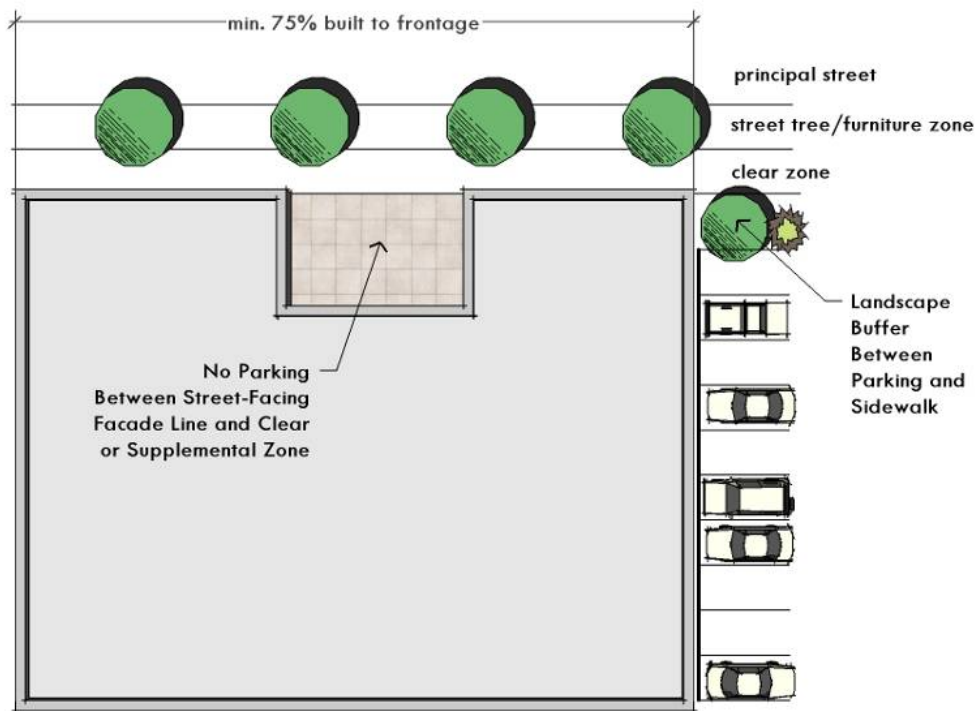 min. 75% built to frontage
principal street
street tree/furniture zone
clear zone
Landscape
Buffer
Between
Parking and
Sidewalk
No Parking
Between Street-Facing
Facade Line and Clear
or Supplemental Zone